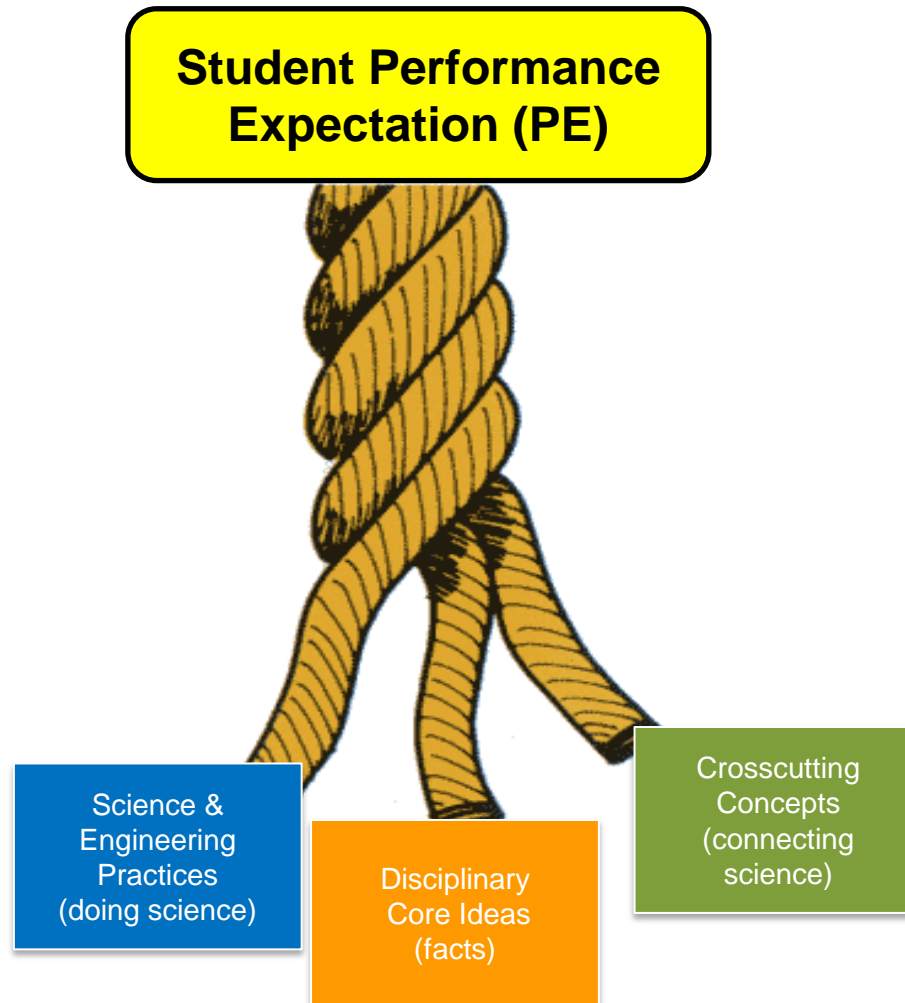 Student Performance
Expectation (PE)
Science &
Engineering
Practices
(doing science)
Disciplinary
Core Ideas
(facts)
Crosscutting
Concepts
(connecting
science)